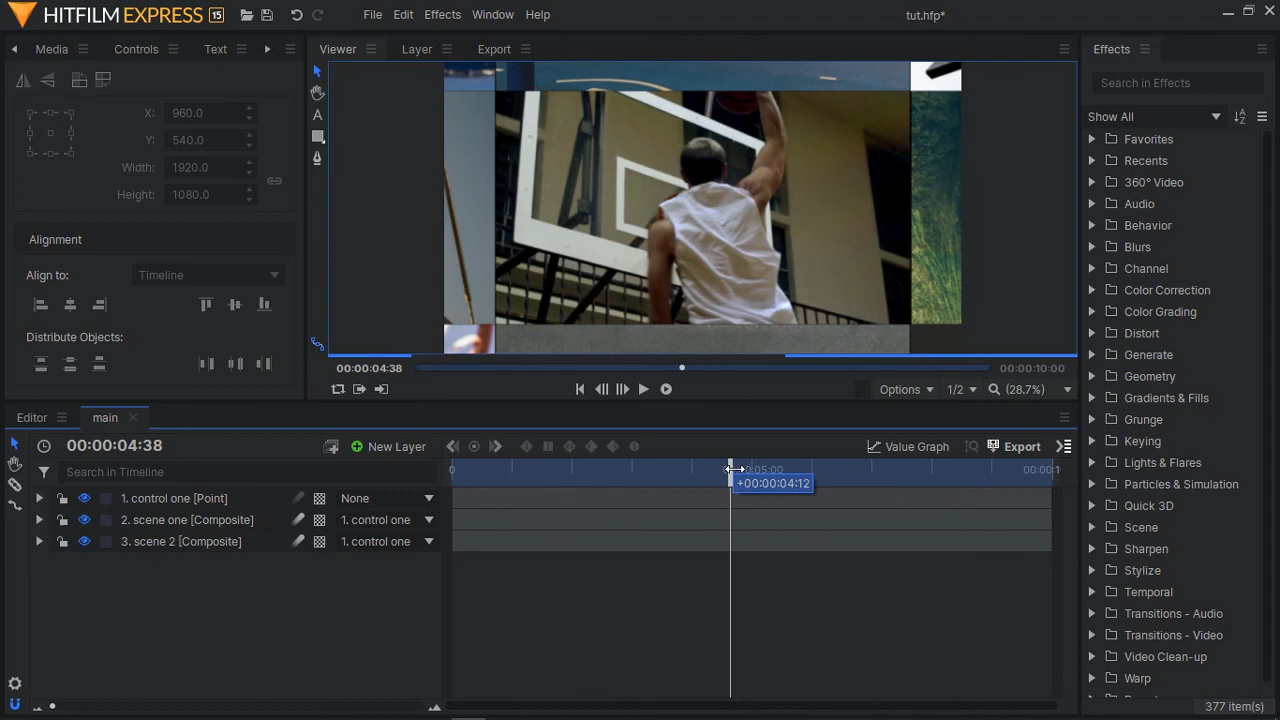 HITFILM EXPRESS 15 File Edit Effects Window Help tut.hfp*
Media Controls Text Viewer Layer Export Effects
X: 960.0
Y: 540.0
Width: 1920.0
Height: 1080.0
Alignment
Align to: Timeline
Distribute Objects:
A
00:00:04:38 00:00:10:00
Options 1/2 (28.7%)
Search in Effects
Show All
Favorites
Recents
360° Video
Audio
Behavior
Blurs
Channel
Color Correction
Color Grading
Distort
Generate
Geometry
Gradients & Fills
Grunge
Keying
Lights & Flares
Particles & Simulation
Quick 3D
Scene
Sharpen
Stylize
Temporal
Transitions - Audio
Transitions - Video
Video Clean-up
Warp
377 item(s)
Editor main
00:00:04:38 New Layer Value Graph Export
Search in Timeline 0 05:00 00:00:1
+00:00:04:12
1. control one [Point] None
2. scene one [Composite] 1. control one
3. scene 2 [Composite] 1. control one